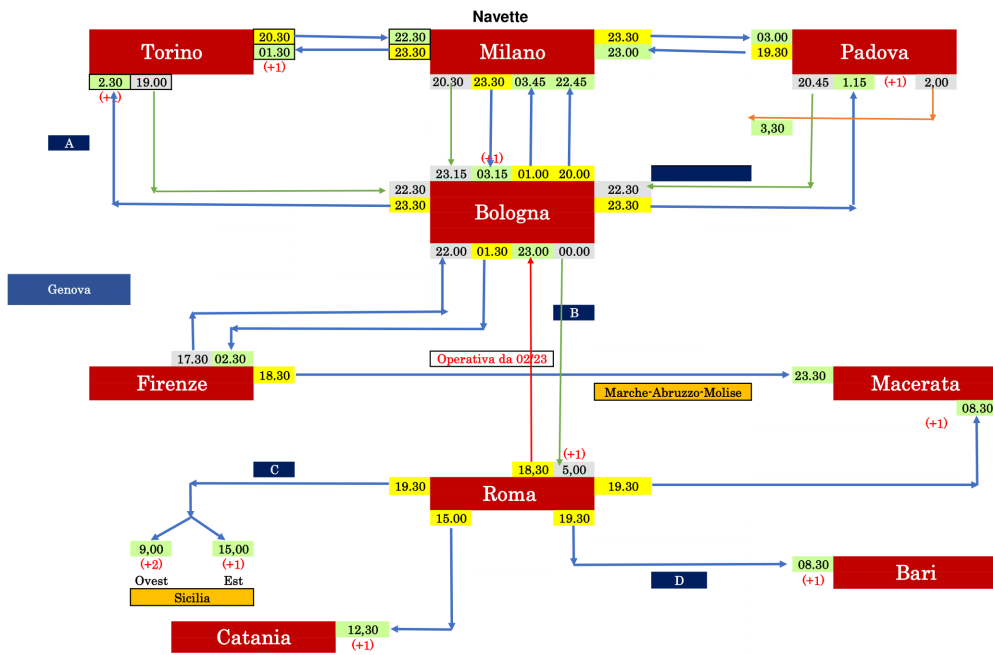 Navette
20.30 22.30 23.30 03.00
Torino Milano Padova
01.30 23.30 23.00 19.30
(+1)
2.30 19.00 20.30 23.30 03.45 22.45 20.45 1.15 (+1) 2,00
3,30
A
(+1)
23.15 03.15 01.00 20.00
22.30 22.30
23.30 Bologna 23.30
22.00 01.30 23.00 00.00
Genova
B
17.30 02.30 Operativa da 02/23
Firenze 18.30 23.30 Macerata
Marche-Abruzzo-Molise
08.30
(+1)
(+1)
C 18,30 5,00
19.30 Roma 19.30
15.00 19.30
9,00 15,00
(+2) (+1) 08.30 Bari
Ovest Est D (+1)
Sicilia
Catania 12,30
(+1)